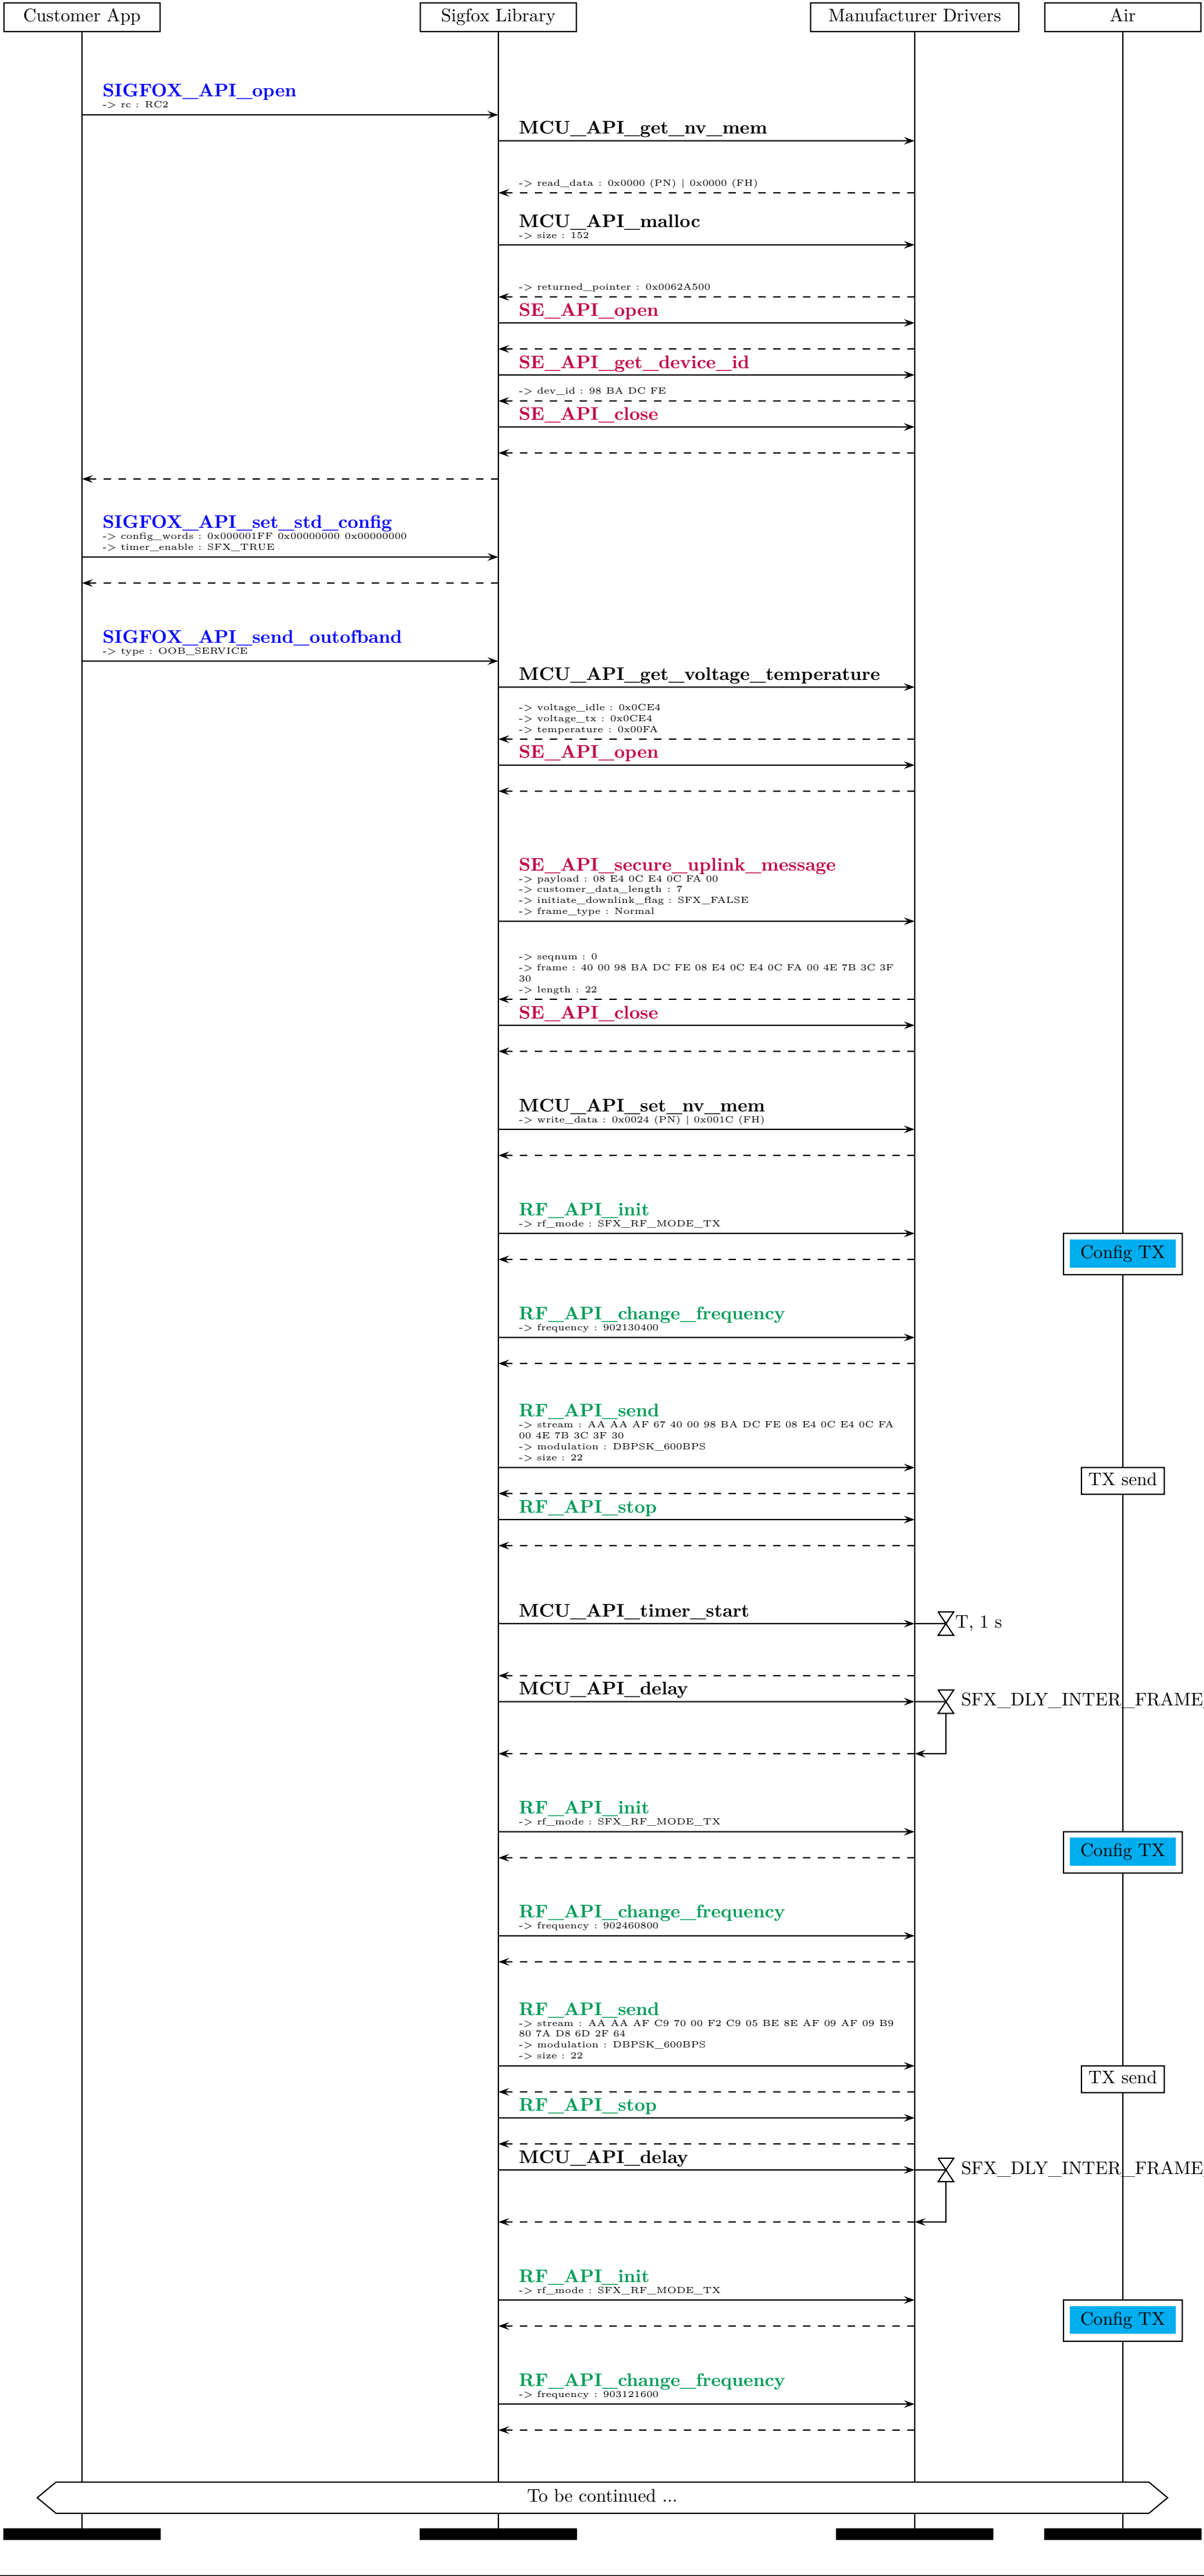 Customer App
Sigfox Library
Manufacturer Drivers
Air
SIGFOX_API_open
-> rc : RC2
MCU_API_get_nv_mem
-> read_data : 0x0000 (PN) | 0x0000 (FH)
MCU_API_malloc
-> size : 152
-> returned_pointer : 0x0062A500
SE_API_open
SE_API_get_device_id
-> dev_id : 98 BA DC FE
SE_API_close
SIGFOX_API_set_std_config
-> config_words : 0x000001FF 0x00000000 0x00000000
-> timer_enable : SFX_TRUE
SIGFOX_API_send_outofband
-> type : OOB_SERVICE
MCU_API_get_voltage_temperature
-> voltage_idle : 0x0CE4
-> voltage_tx : 0x0CE4
-> temperature : 0x00FA
SE_API_open
SE_API_secure_uplink_message
-> payload : 08 E4 0C E4 0C FA 00
-> customer_data_length : 7
-> initiate_downlink_flag : SFX_FALSE
-> frame_type : Normal
-> seqnum : 0
-> frame : 40 00 98 BA DC FE 08 E4 0C E4 0C FA 00 4E 7B 3C 3F
30
-> length : 22
SE_API_close
MCU_API_set_nv_mem
-> write_data : 0x0024 (PN) | 0x001C (FH)
RF_API_init
-> rf_mode : SFX_RF_MODE_TX
Config TX
RF_API_change_frequency
-> frequency : 902130400
RF_API_send
-> stream : AA AA AF 67 40 00 98 BA DC FE 08 E4 0C E4 0C FA
00 4E 7B 3C 3F 30
-> modulation : DBPSK_600BPS
-> size : 22
TX send
RF_API_stop
MCU_API_timer_start
T, 1 s
MCU_API_delay
SFX_DLY_INTER_FRAME_
RF_API_init
-> rf_mode : SFX_RF_MODE_TX
Config TX
RF_API_change_frequency
-> frequency : 902460800
RF_API_send
-> stream : AA AA AF C9 70 00 F2 C9 05 BE 8E AF 09 AF 09 B9
80 7A D8 6D 2F 64
-> modulation : DBPSK_600BPS
-> size : 22
TX send
RF_API_stop
MCU_API_delay
SFX_DLY_INTER_FRAME_
RF_API_init
-> rf_mode : SFX_RF_MODE_TX
Config TX
RF_API_change_frequency
-> frequency : 903121600
To be continued ...